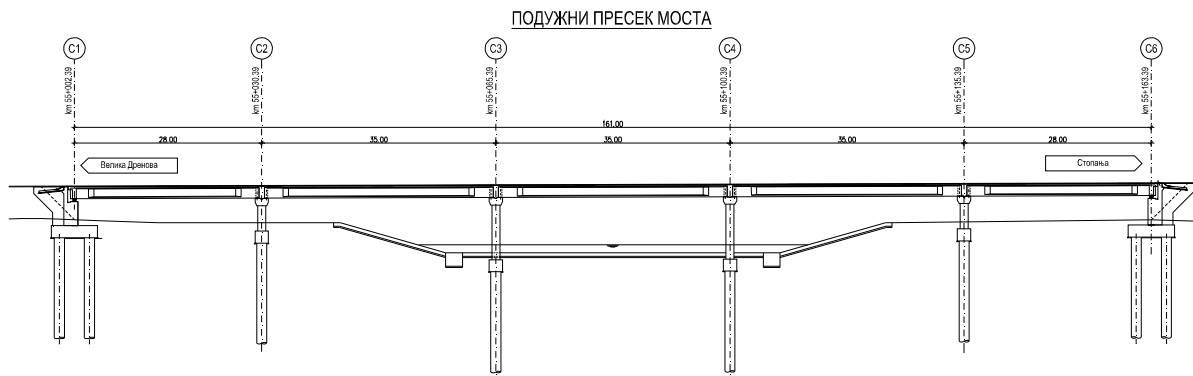 ПОДУЖНИ ПРЕСЕК МОСТА
C1 C2 C3 C4 C5 C6
km 55+002.39 km 55+030.39 km 55+065.39 km 55+100.39 km 55+135.39 km 55+163.39
161.00
28.00 35.00 35.00 35.00 28.00
Велика Дренова
Стопања